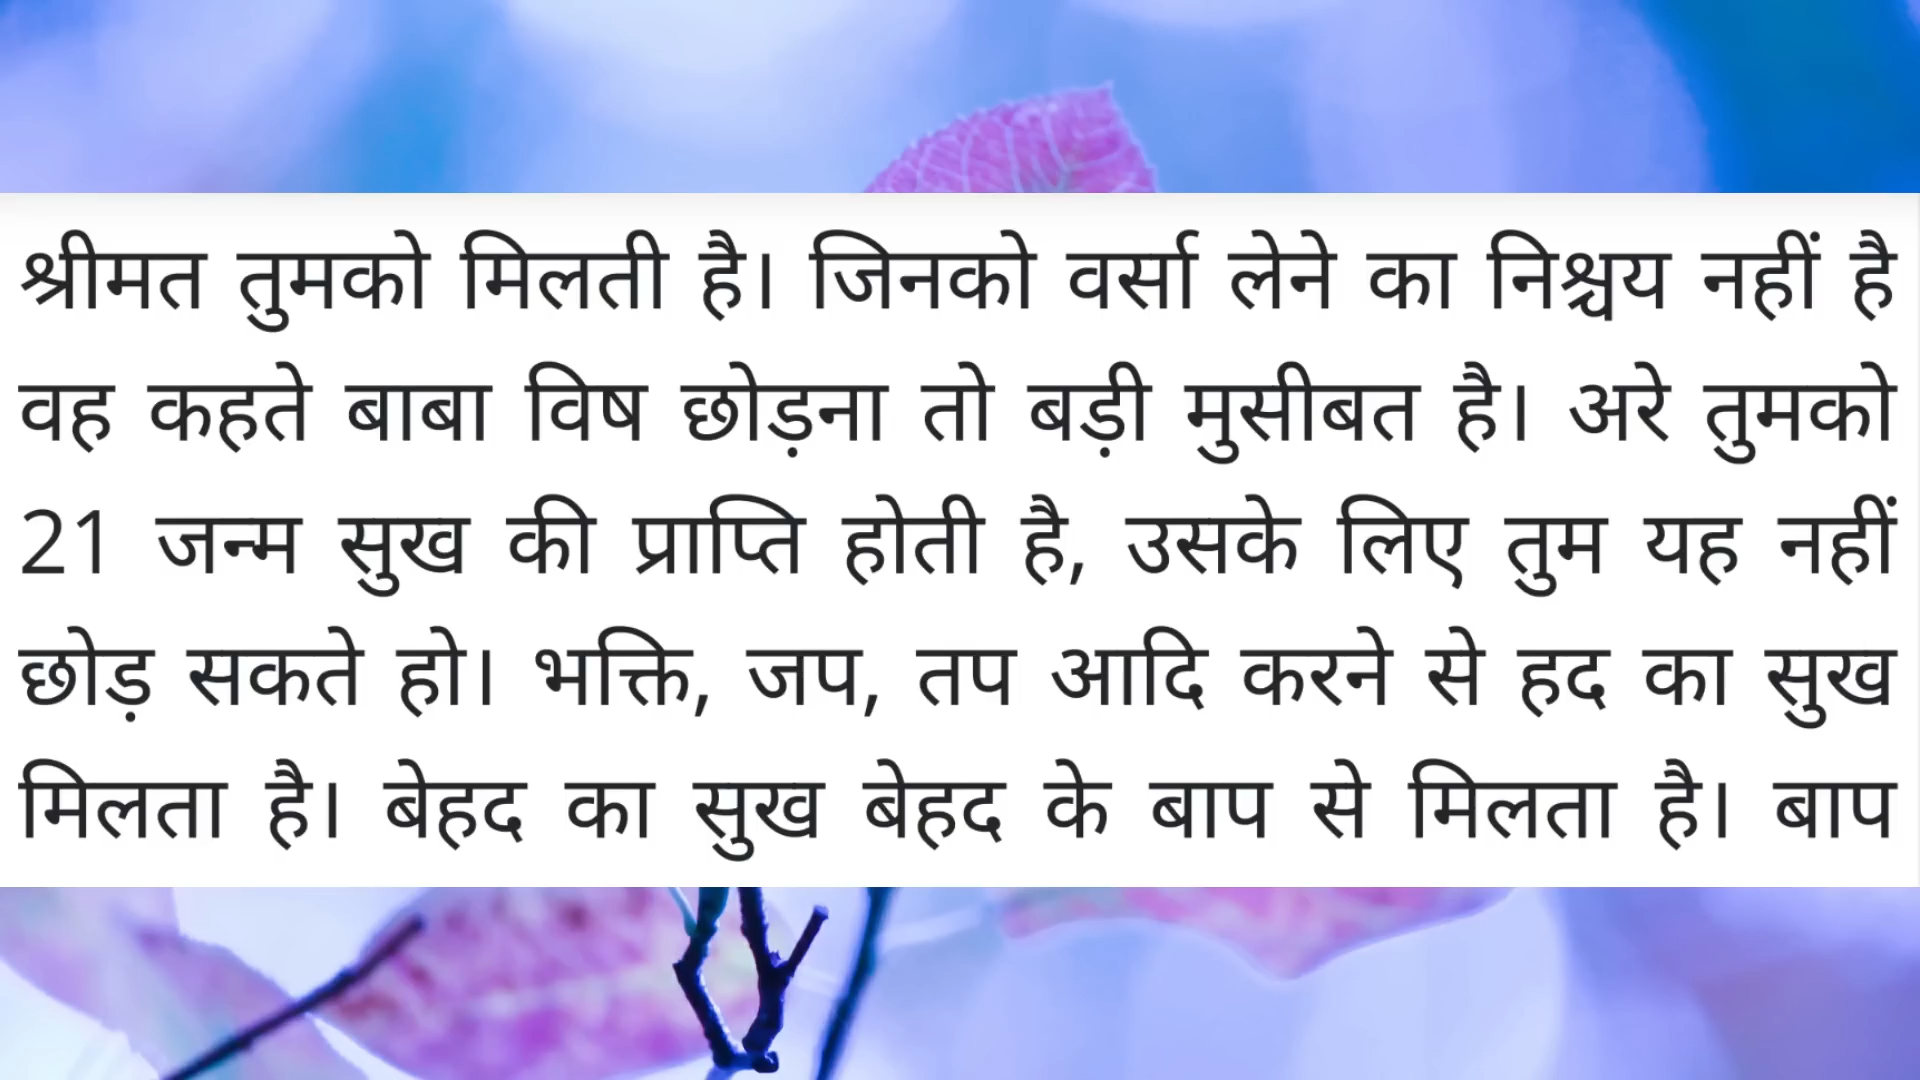 श्रीमत तुमको मिलती है। जिनको वर्सा लेने का निश्चय नहीं है
वह कहते बाबा विष छोड़ना तो बड़ी मुसीबत है। अरे तुमको
21 जन्म सुख की प्राप्ति होती है, उसके लिए तुम यह नहीं
छोड़ सकते हो। भक्ति, जप, तप आदि करने से हद का सुख
मिलता है। बेहद का सुख बेहद के बाप से मिलता है। बाप